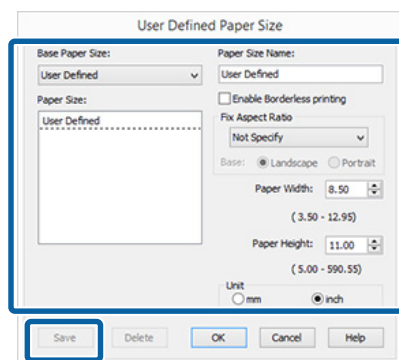 User Defined Paper Size
Base Paper Size:
User Defined
Paper Size:
User Defined
Paper Size Name:
User Defined
Enable Borderless printing
Fix Aspect Ratio
Not Specify
Base: Landscape Portrait
Paper Width: 8.50
( 3.50 - 12.95)
Paper Height: 11.00
( 5.00 - 590.55)
Unit
mm inch
Save Delete OK Cancel Help